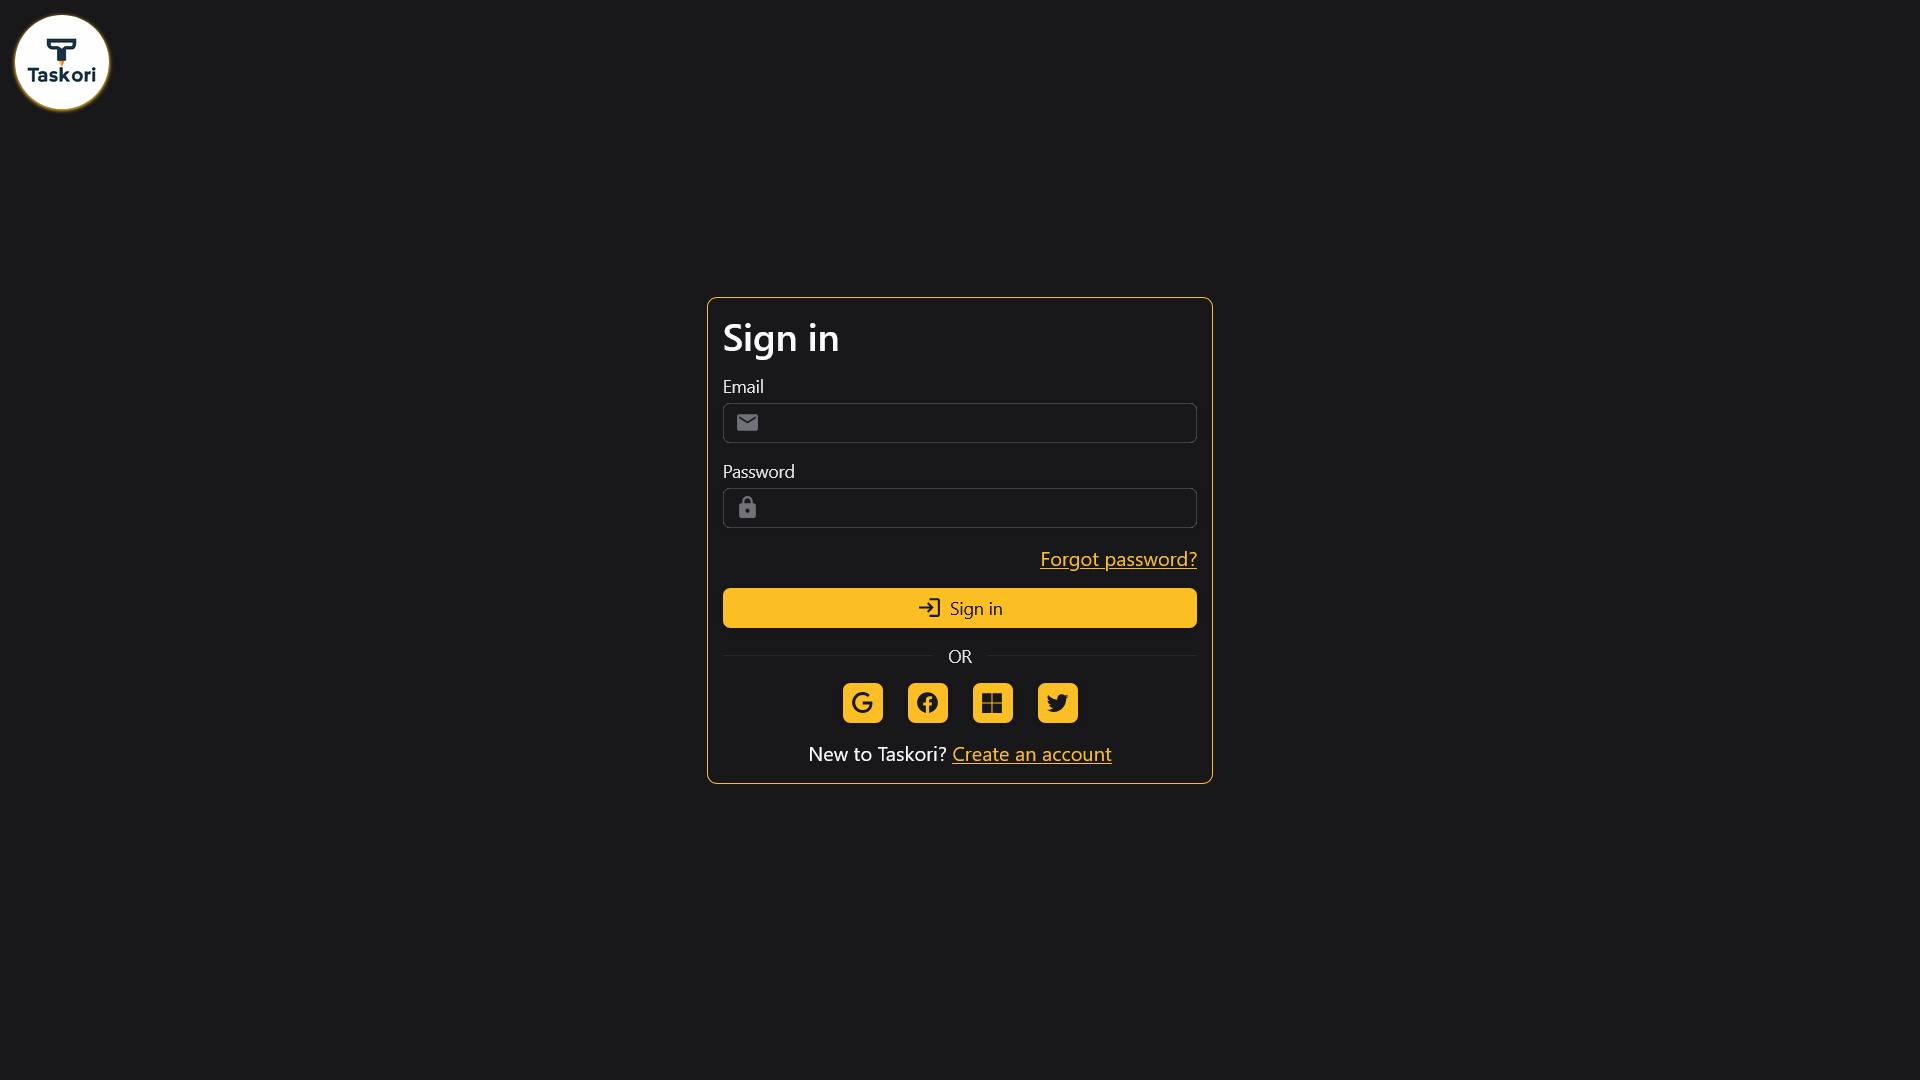 Taskori
Sign in
Email
Password
Forgot password?
Sign in
OR
New to Taskori? Create an account